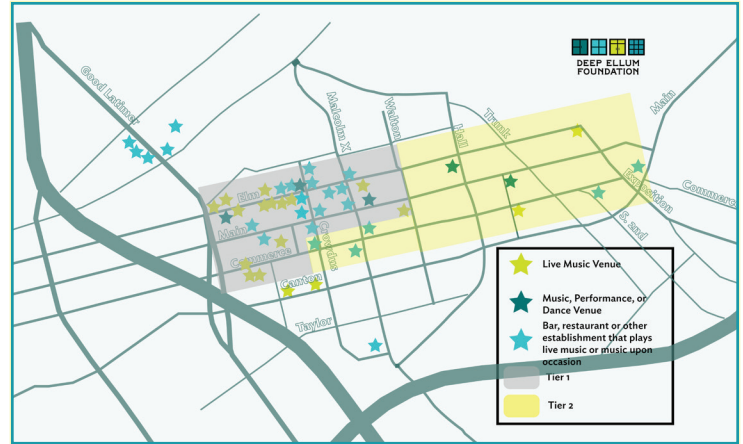 DEEP ELLUM
FOUNDATION
Good Latimer
Malcolm X
Walton
Hall
Trunk
Main
Elm
Main
Commerce
Crowdus
Canton
Taylor
Exposition
Commerc
S. 2nd
Live Music Venue
Music, Performance, or
Dance Venue
Bar, restaurant or other
establishment that plays
live music or music upon
occasion
Tier 1
Tier 2